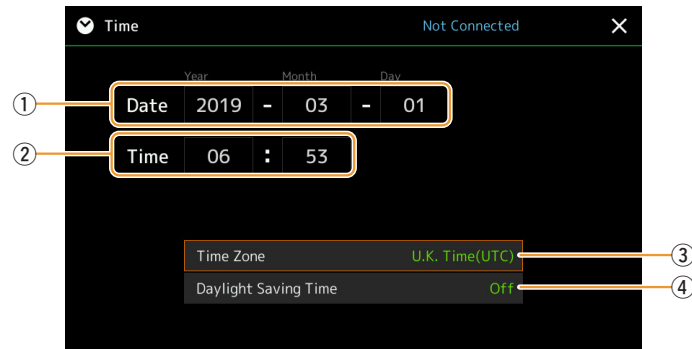 Time Not Connected ×
Year Month Day
① Date 2019 - 03 - 01
② Time 06 : 53
Time Zone U.K. Time(UTC) ③
Daylight Saving Time Off ④